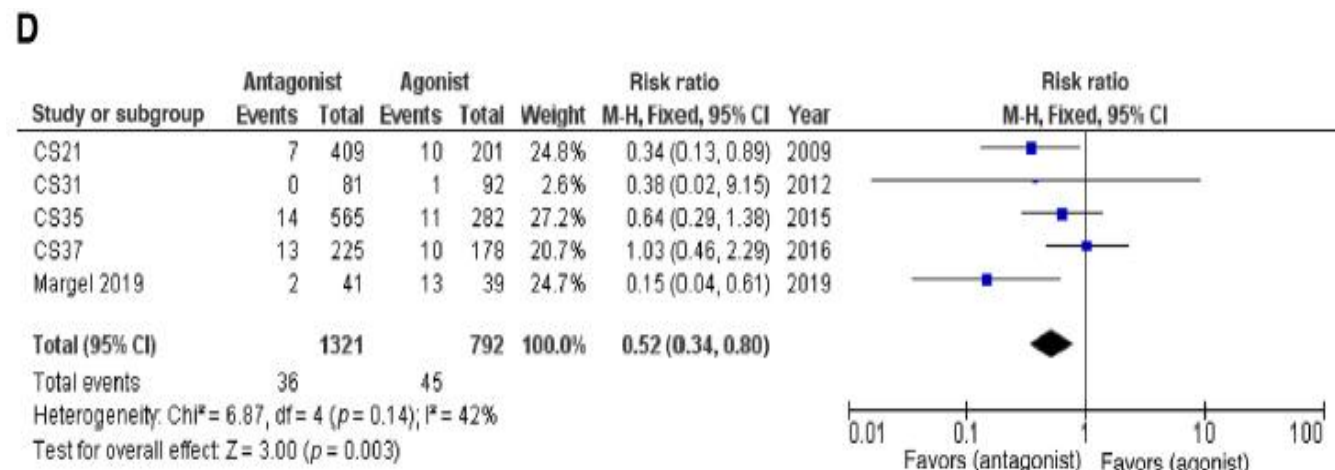 D
Antagonist Agonist Risk ratio Risk ratio
Study or subgroup Events Total Events Total Weight M-H, Fixed, 95% CI Year M-H, Fixed, 95% CI
CS21 7 409 10 201 24.8% 0.34 (0.13, 0.89) 2009
CS31 0 81 1 92 2.6% 0.38 (0.02, 9.15) 2012
CS35 14 565 11 282 27.2% 0.64 (0.29, 1.38) 2015
CS37 13 225 10 178 20.7% 1.03 (0.46, 2.29) 2016
Margel 2019 2 41 13 39 24.7% 0.15 (0.04, 0.61) 2019
Total (95% CI) 1321 792 100.0% 0.52 (0.34, 0.80)
Total events 36 45
Heterogeneity: Chi² = 6.87, df = 4 (p = 0.14); I² = 42%
Test for overall effect: Z = 3.00 (p = 0.003)
0.01 0.1 1 10 100
Favors (antagonist) Favors (agonist)